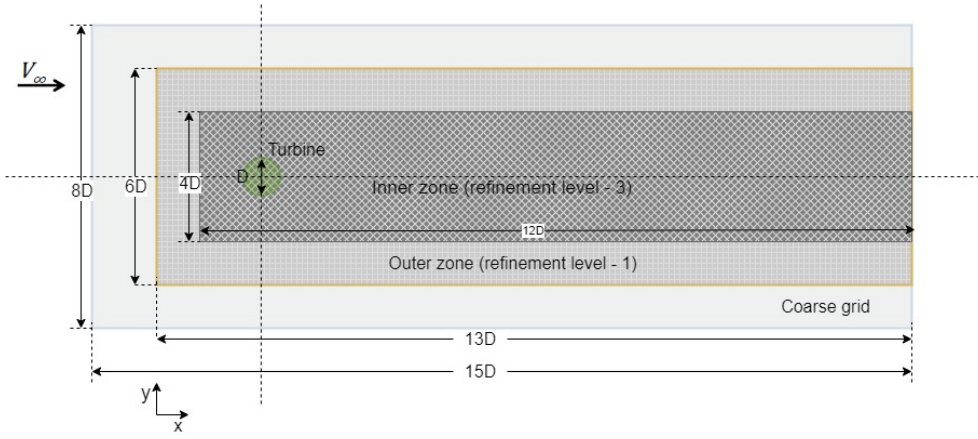 V∞
Turbine
D
8D
6D
4D
Inner zone (refinement level - 3)
12D
Outer zone (refinement level - 1)
Coarse grid
13D
15D
y
x